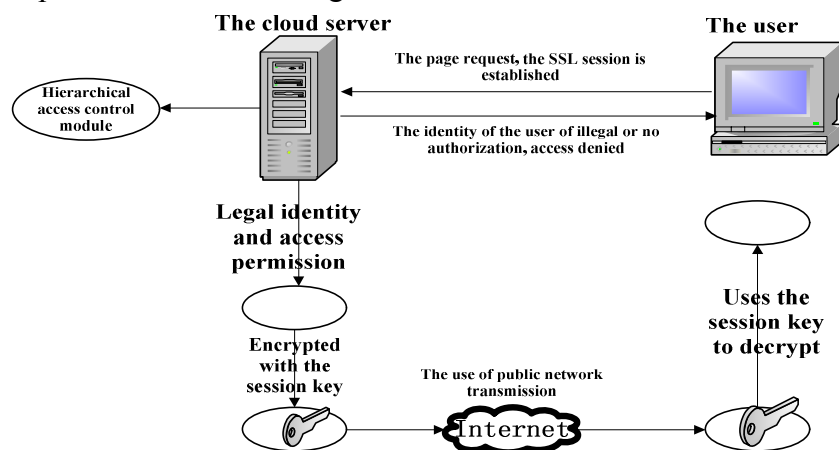 The cloud server
The user
The page request, the SSL session is
established
Hierarchical
access control
module
The identity of the user of illegal or no
authorization, access denied
Legal identity
and access
permission
Uses the
session key
to decrypt
Encrypted
with the
session key
The use of public network
transmission
Internet